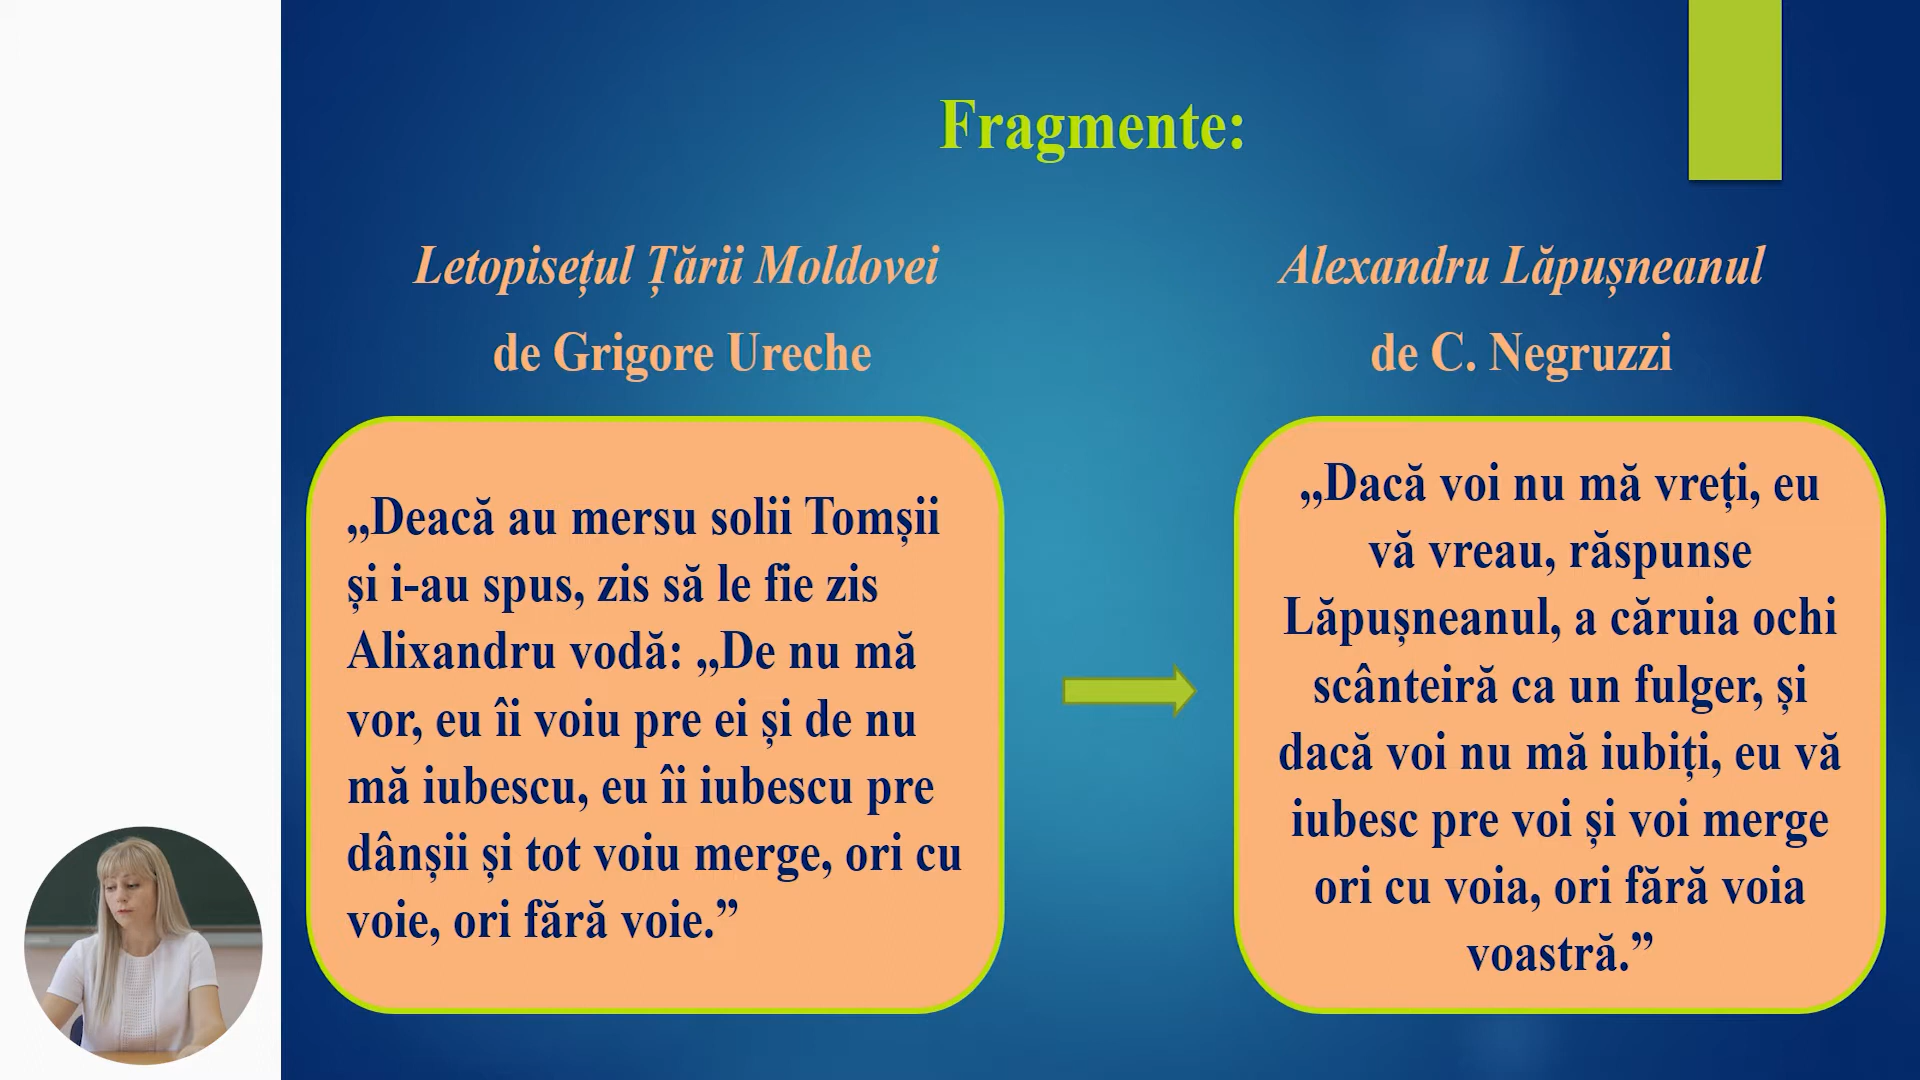 Fragmente:
Letopisețul Țării Moldovei
de Grigore Ureche
„Deacă au mersu solii Tomșii
și i-au spus, zis să le fie zis
Alixandru vodă: „De nu mă
vor, eu îi voiu pre ei și de nu
mă iubescu, eu îi iubescu pre
dânșii și tot voiu merge, ori cu
voie, ori fără voie.”
Alexandru Lăpușneanul
de C. Negruzzi
„Dacă voi nu mă vreți, eu
vă vreau, răspunse
Lăpușneanul, a căruia ochi
scânteiră ca un fulger, și
dacă voi nu mă iubiți, eu vă
iubesc pre voi și voi merge
ori cu voia, ori fără voia
voastră.”